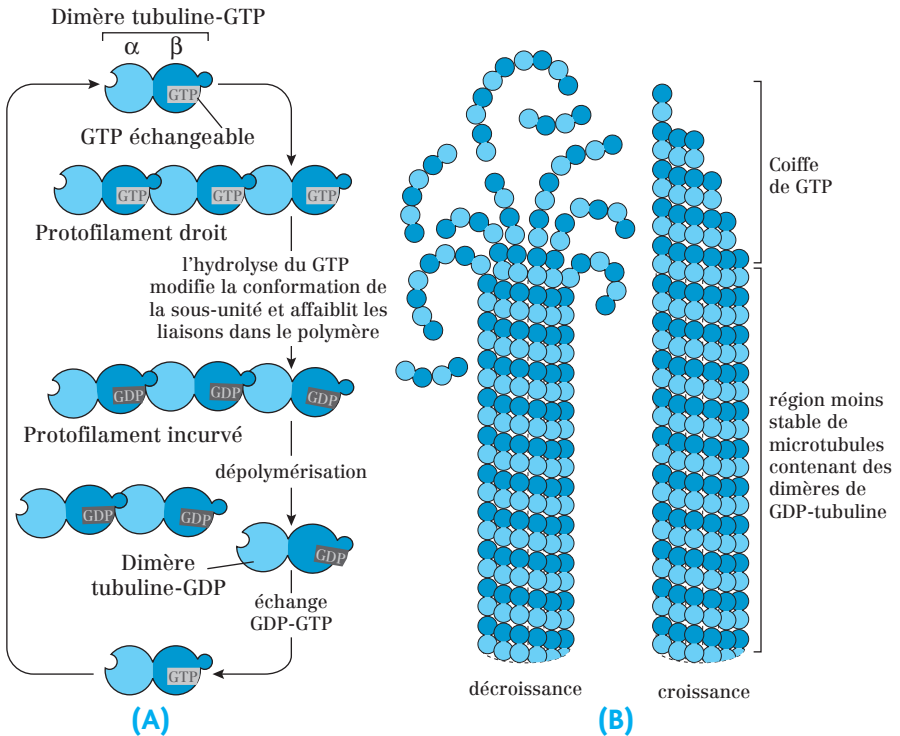 Dimère tubuline-GTP
α β
GTP
GTP échangeable
GTP GTP GTP
Protofilament droit
l'hydrolyse du GTP
modifie la conformation de
la sous-unité et affaiblit les
liaisons dans le polymère
GDP GDP GDP
Protofilament incurvé
dépolymérisation
GDP GDP
GDP
Dimère
tubuline-GDP
échange
GDP-GTP
GTP
(A)
Coiffe
de GTP
région moins
stable de
microtubules
contenant des
dimères de
GDP-tubuline
décroissance
croissance
(B)